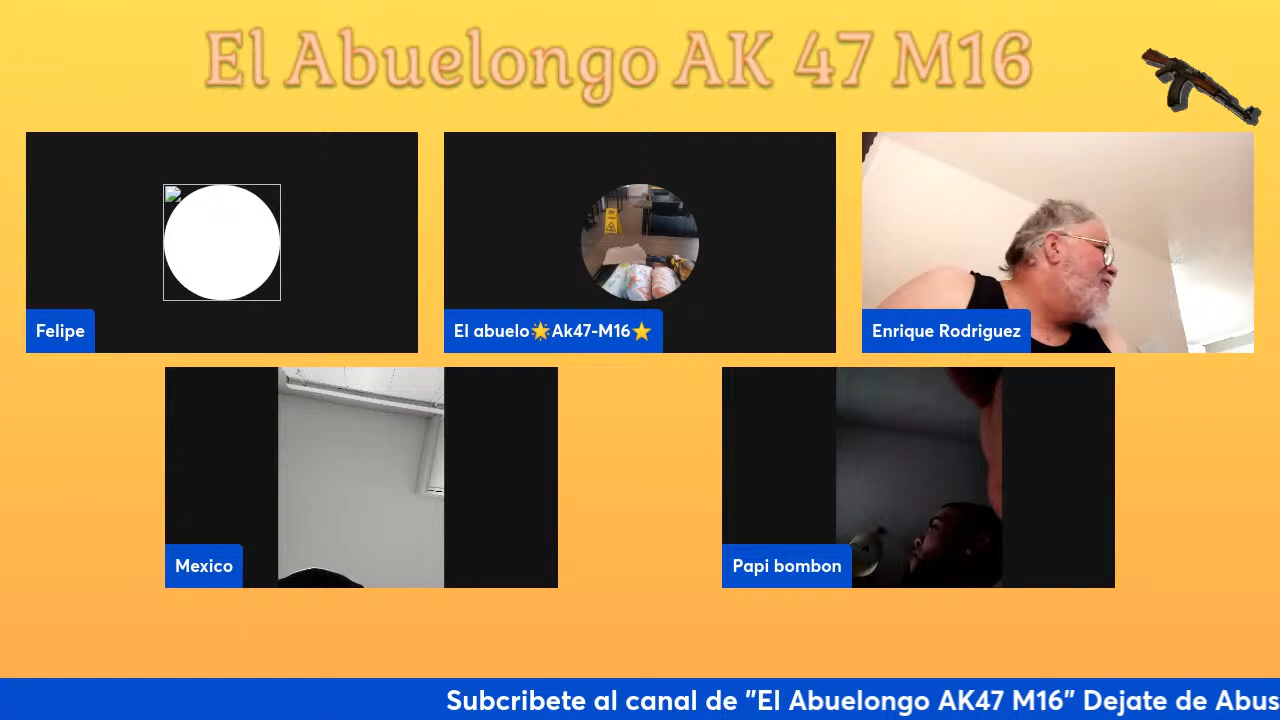 El Abuelongo AK 47 M16
Felipe
El abuelo🌟Ak47-M16⭐
Enrique Rodriguez
Mexico
Papi bombon
Subcribete al canal de "El Abuelongo AK47 M16" Dejate de Abus